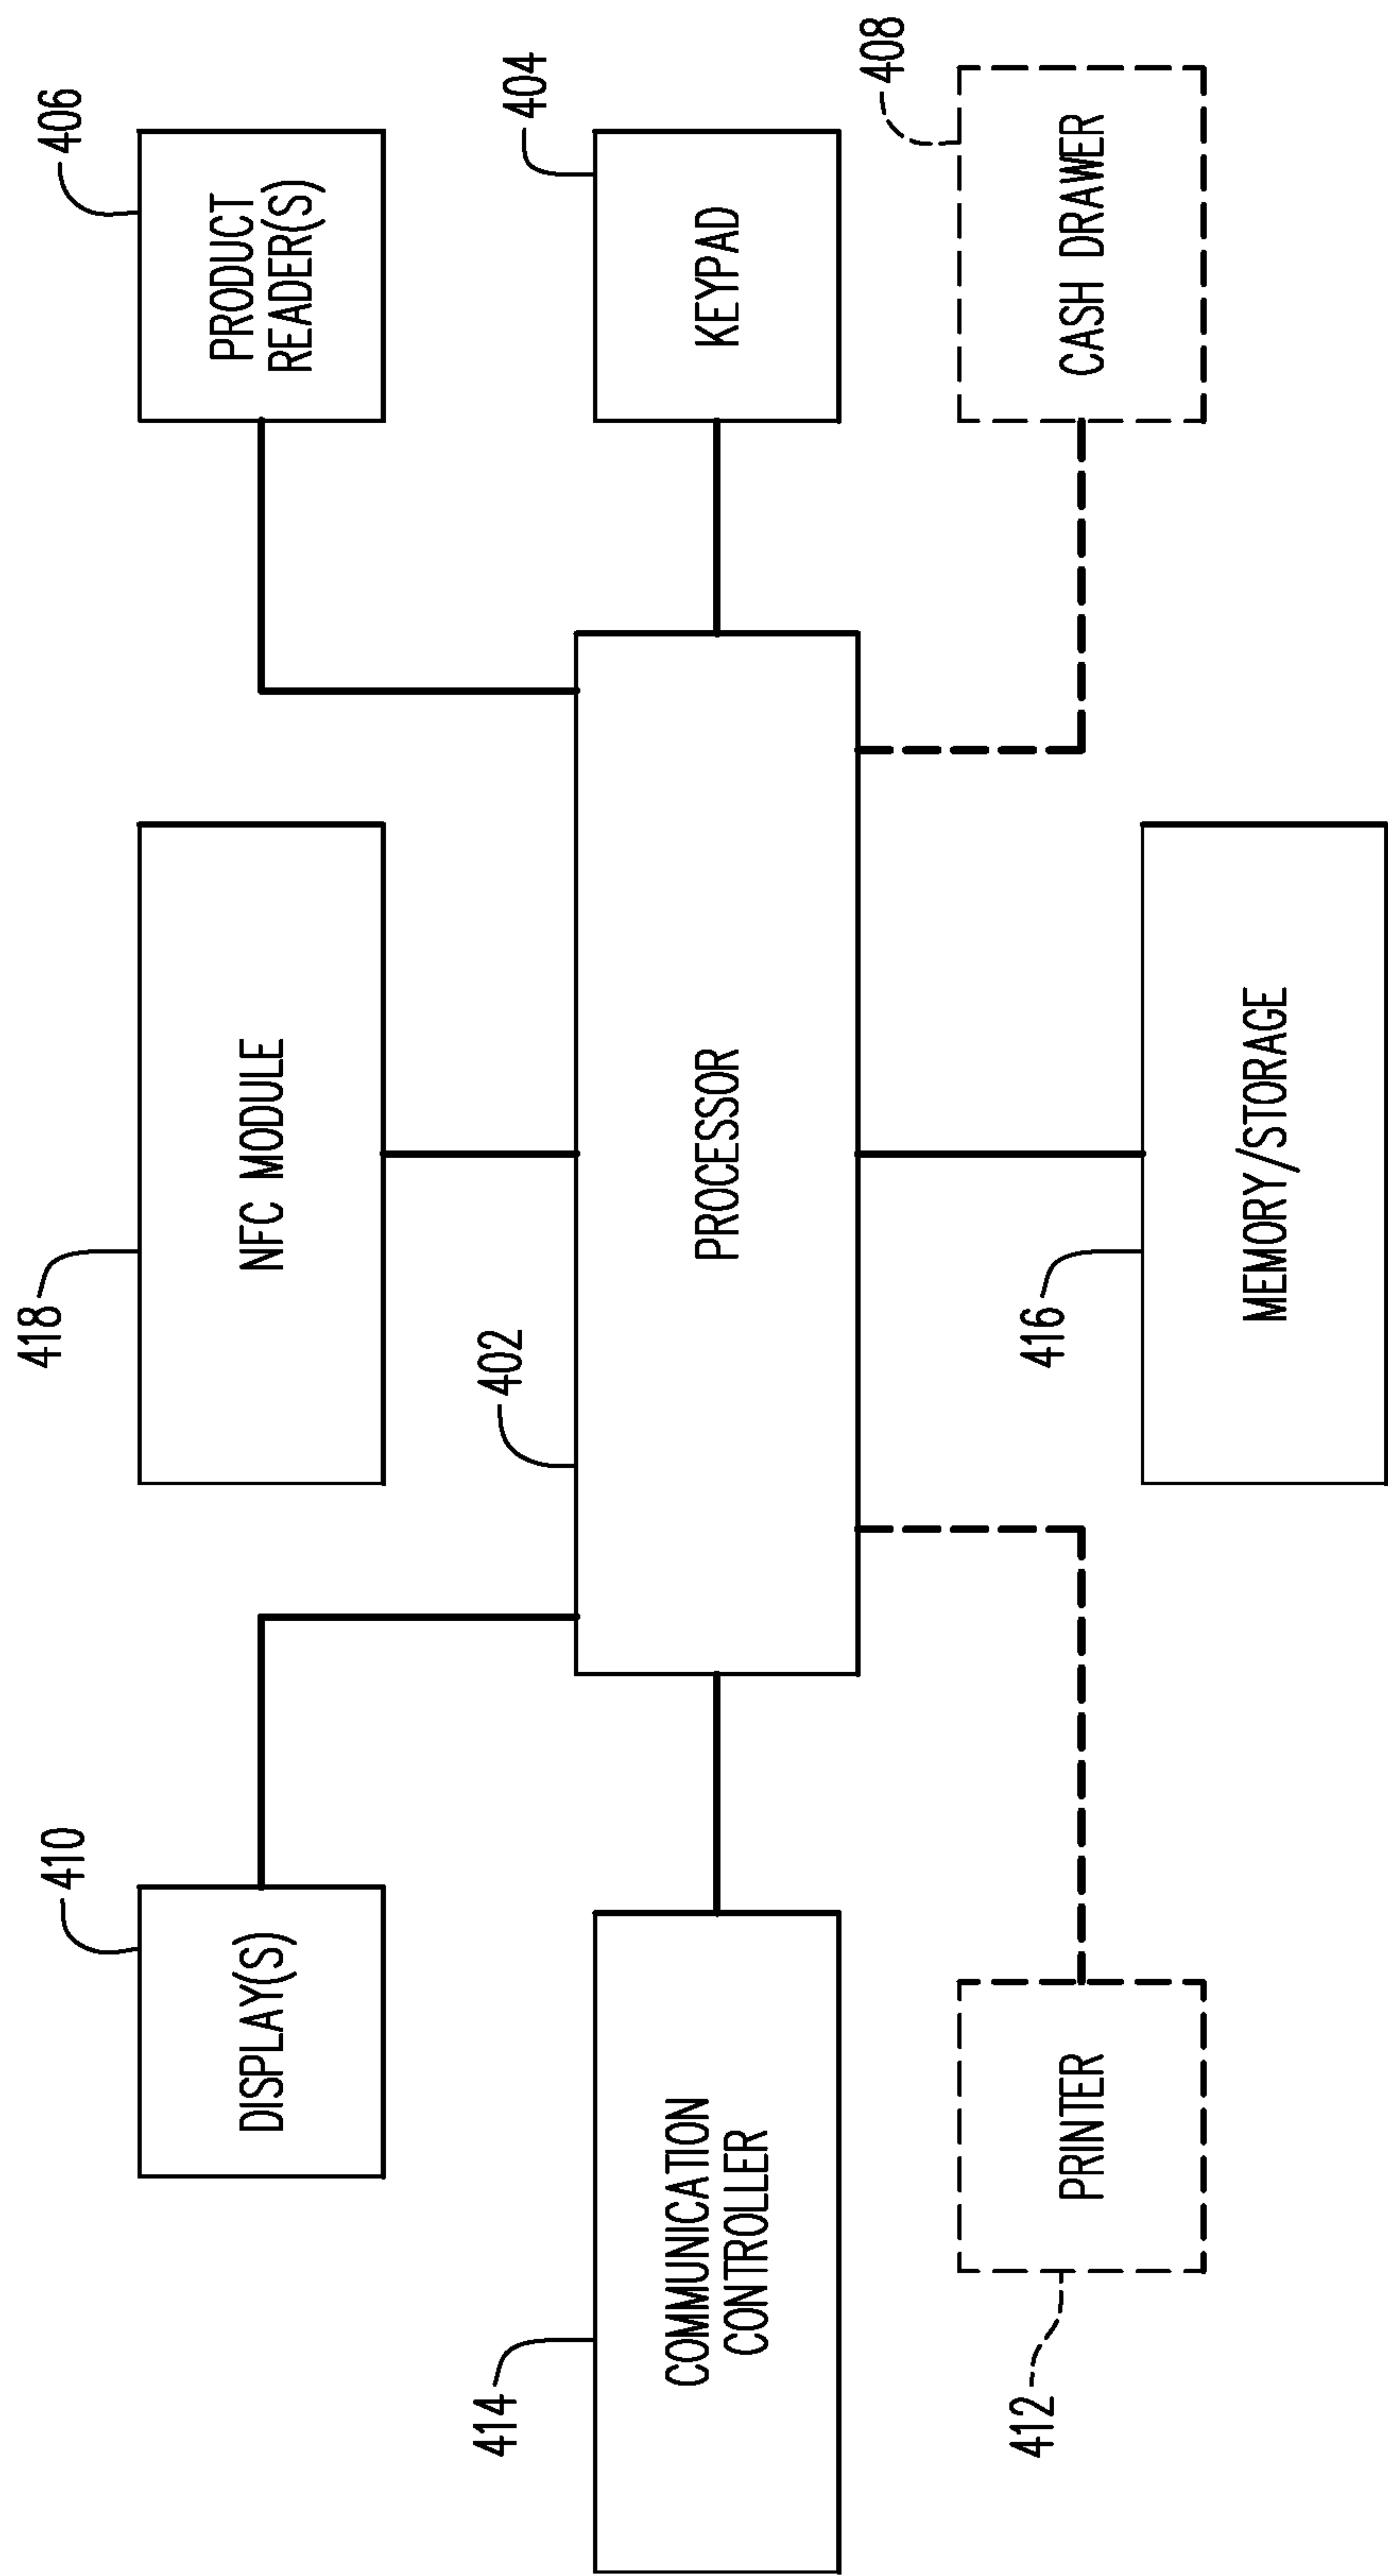 410
DISPLAY(S)
418
NFC MODULE
406
PRODUCT
READER(S)
414
COMMUNICATION
CONTROLLER
402
PROCESSOR
404
KEYPAD
412
PRINTER
416
MEMORY/STORAGE
408
CASH DRAWER